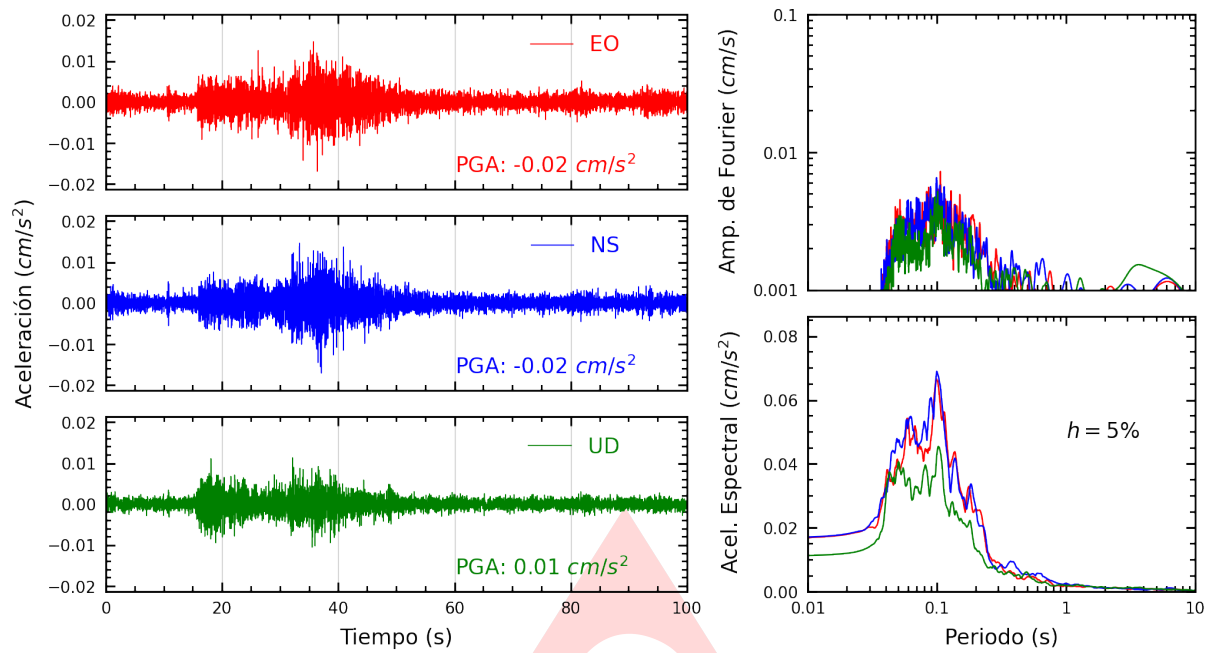 Aceleración (cm/s²)
0.02
0.01
0.00
−0.01
−0.02
EO
PGA: -0.02 cm/s²
0.02
0.01
0.00
−0.01
−0.02
NS
PGA: -0.02 cm/s²
0.02
0.01
0.00
−0.01
−0.02
UD
PGA: 0.01 cm/s²
0 20 40 60 80 100
Tiempo (s)
Amp. de Fourier (cm/s)
0.1
0.01
0.001
Acel. Espectral (cm/s²)
0.08
0.06
0.04
0.02
0.00
h = 5%
0.01 0.1 1 10
Periodo (s)